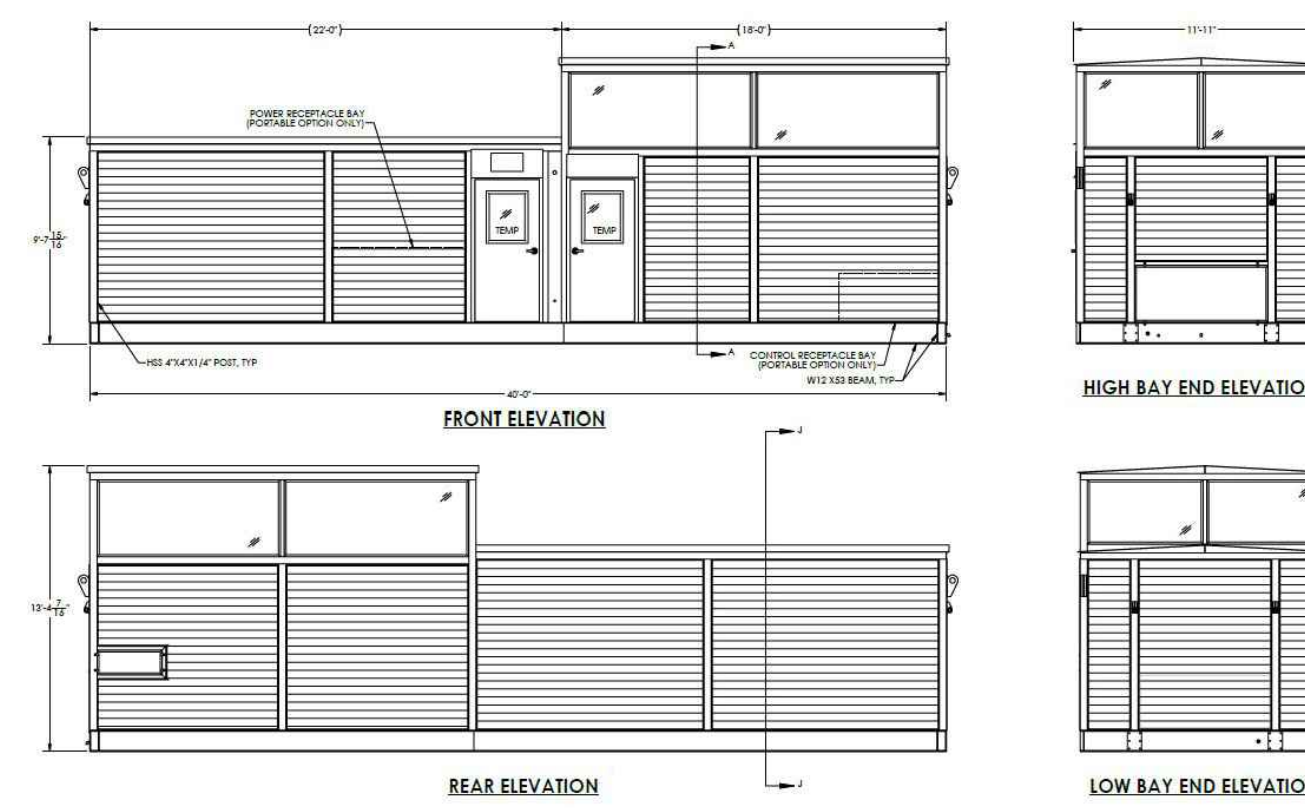 (22'-0")
(18'-0")
11'-11"
A
POWER RECEPTACLE BAY
(PORTABLE OPTION ONLY)
9'-7 15/16"
TEMP
TEMP
HSS 4"X4"X1/4" POST, TYP
A
CONTROL RECEPTACLE BAY
(PORTABLE OPTION ONLY)
W12 X53 BEAM, TYP
40'-0"
FRONT ELEVATION
HIGH BAY END ELEVATIO
J
13'-4 7/16"
J
REAR ELEVATION
LOW BAY END ELEVATIO